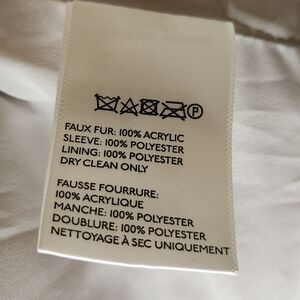 FAUX FUR: 100% ACRYLIC
SLEEVE: 100% POLYESTER
LINING: 100% POLYESTER
DRY CLEAN ONLY
FAUSSE FOURRURE:
100% ACRYLIQUE
MANCHE: 100% POLYESTER
DOUBLURE: 100% POLYESTER
NETTOYAGE À SEC UNIQUEMENT